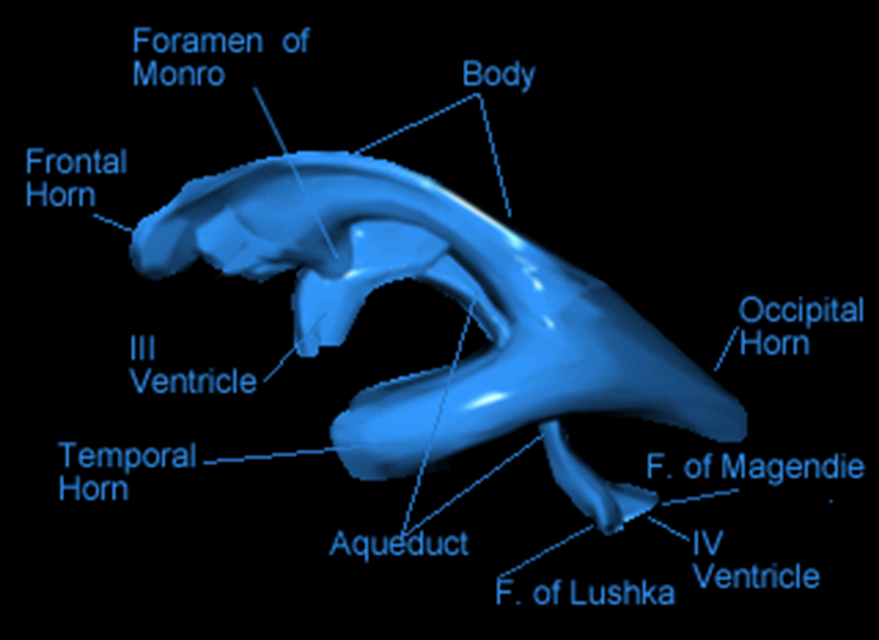 Foramen of
Monro
Body
Frontal
Horn
Occipital
Horn
III
Ventricle
Temporal
Horn
F. of Magendie
Aqueduct
IV
Ventricle
F. of Lushka